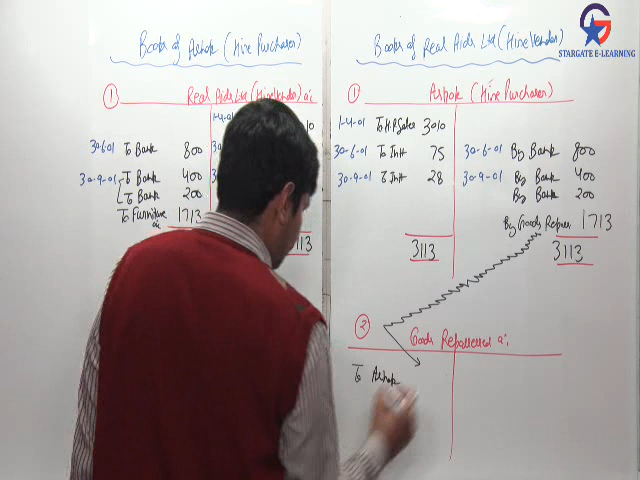 Books of Ashok (Hire Purchaser)
① Real Aids Ltd (Hire Vendor) a/c
1-4-01
10
30-6-01 To Bank 800
30-9-01 To Bank 400
To Bank 200
To Furniture a/c 1713
3113
Books of Real Aids Ltd (Hire Vendor)
① Ashok (Hire Purchaser)
1-4-01 To H.P. Sales 3010
30-6-01 To Intt 75 30-6-01 By Bank 800
30-9-01 To Intt 28 30-9-01 By Bank 400
By Bank 200
By Goods Reposs 1713
3113 3113
② Goods Repossessed a/c
To Ashok
STARGATE E-LEARNING